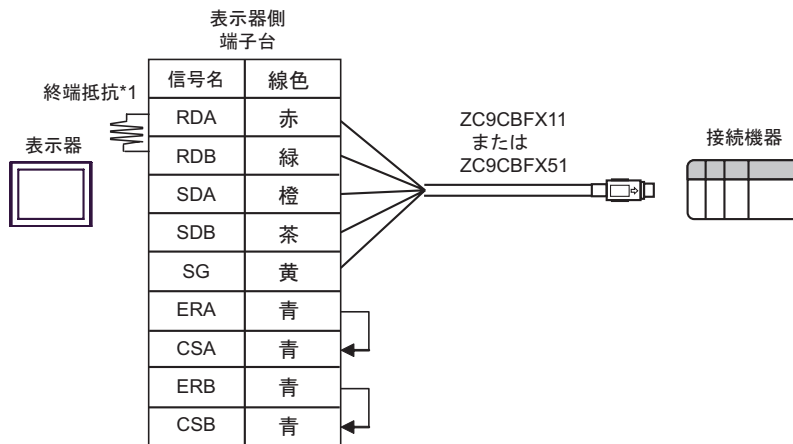 表示器側
端子台
終端抵抗*1
表示器
信号名 線色
RDA 赤
RDB 緑
SDA 橙
SDB 茶
SG 黄
ERA 青
CSA 青
ERB 青
CSB 青
ZC9CBFX11
または
ZC9CBFX51
接続機器